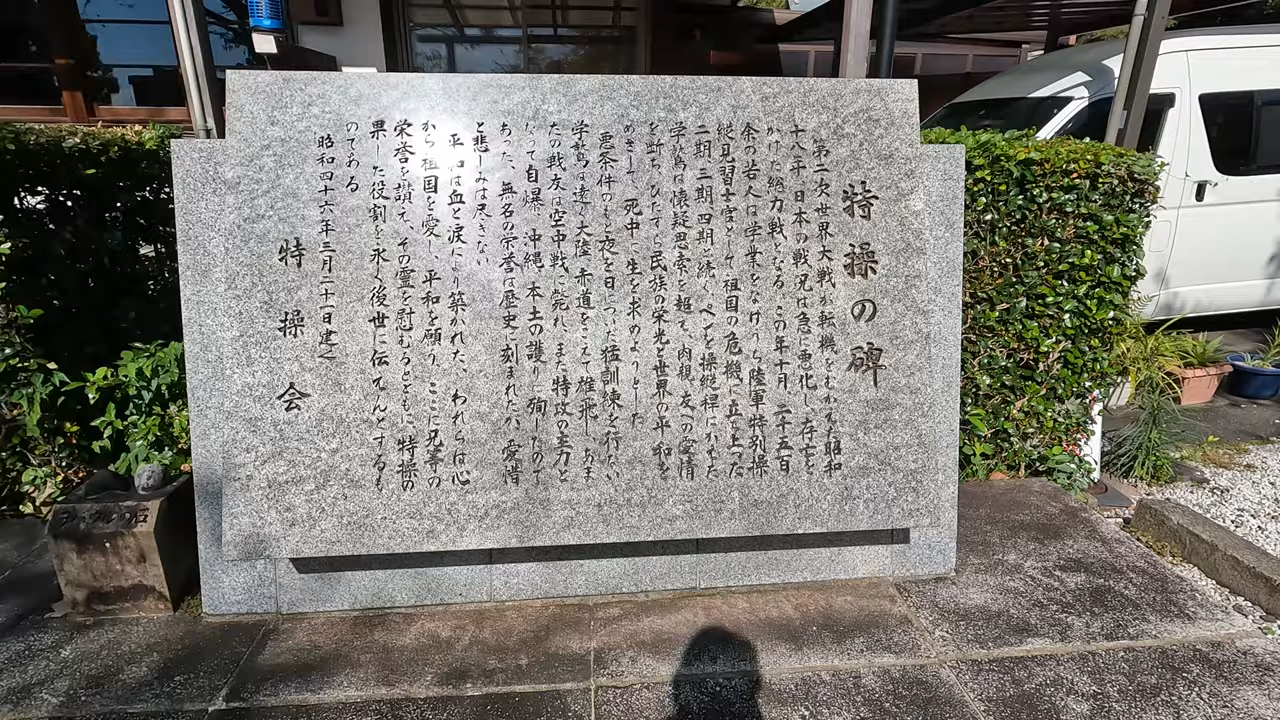 特操の碑
第二次世界大戦が転機をむかえた昭和
十八年、日本の戦況は急に悪化し、存亡を
かけた総力戦となる この年十月、二千五百
余の若人は学業をなげうち陸軍特別操
縦見習士官として祖国の危機に立ち上った
二期、三期、四期と続く ペンを操縦桿にかえた
学鷲は懐疑思索を超て、肉親、友への愛情
を断ち、ひたすら民族の栄光と世界の平和を
めざして、死中に生を求めようとした
悪条件のもと夜を日についだ猛訓練を行ない
学鷲は遠く大陸、赤道をこえて雄飛し、あま
たの戦友は空中戦に斃れ、また特攻の主力と
なって自爆、沖縄、本土の護りに殉じたので
あった、無名の栄誉は歴史に刻まれたが、愛惜
と悲しみは尽きない
平和は血と涙により築かれた、われらは心
から祖国を愛し、平和を願う、ここに兄等の
栄誉を讃え、その霊を慰むるとともに、特操の
果した役割を永く後世に伝えんとするも
のである
昭和四十六年三月二十一日建之
特操会
の石